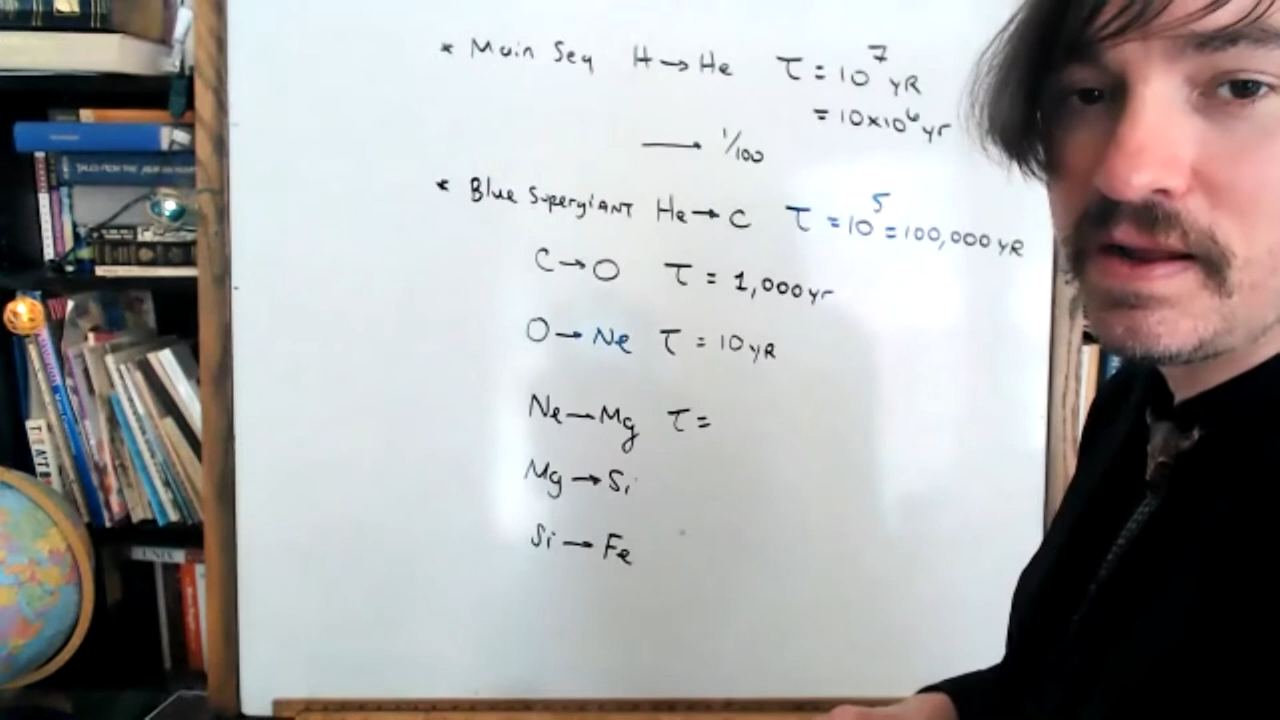 * Main Seq H→He τ = 10⁷ yR
= 10×10⁶ yr
→ 1/100
* Blue SupergiANT He→C τ = 10⁵ = 100,000 yR
C→O τ = 1,000 yr
O→Ne τ = 10 yR
Ne—Mg τ =
Mg→Si
Si→Fe
UNIX